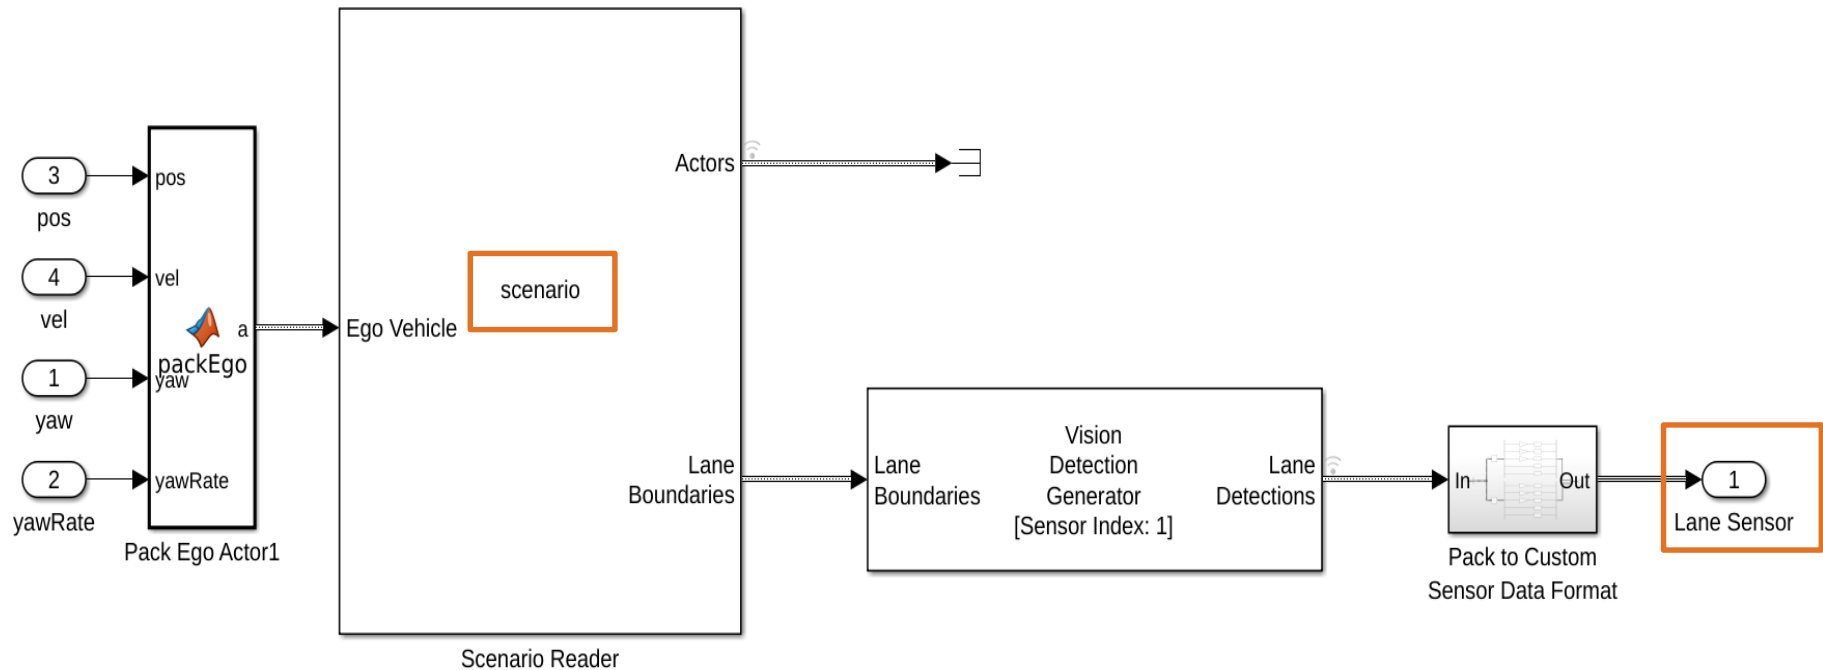 3
pos
4
vel
1
yaw
2
yawRate
pos
vel
yaw
yawRate
packEgo
a
Pack Ego Actor1
Ego Vehicle
scenario
Actors
Lane
Boundaries
Scenario Reader
Lane
Boundaries
Vision
Detection
Generator
[Sensor Index: 1]
Lane
Detections
In
Out
Pack to Custom
Sensor Data Format
1
Lane Sensor